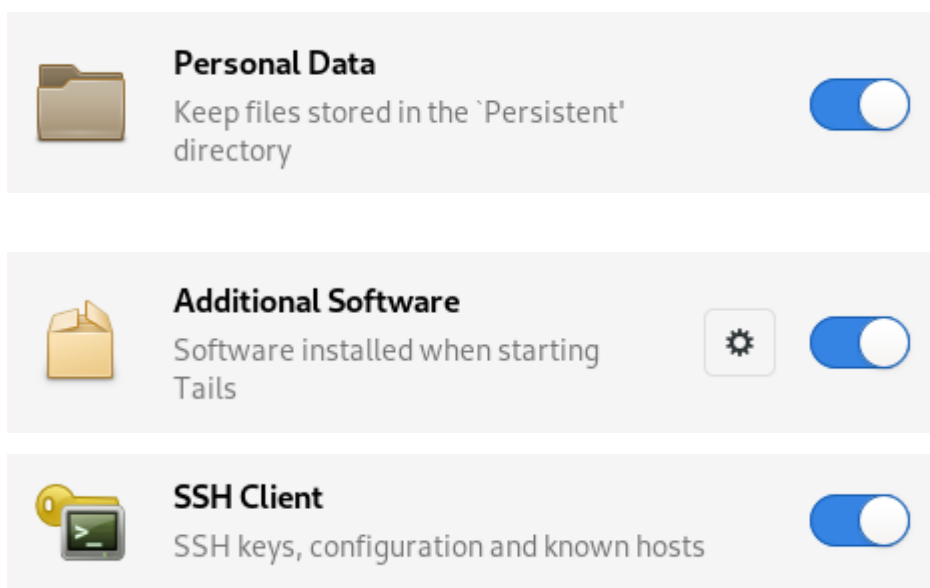 Personal Data
Keep files stored in the `Persistent'
directory
Additional Software
Software installed when starting
Tails
SSH Client
SSH keys, configuration and known hosts